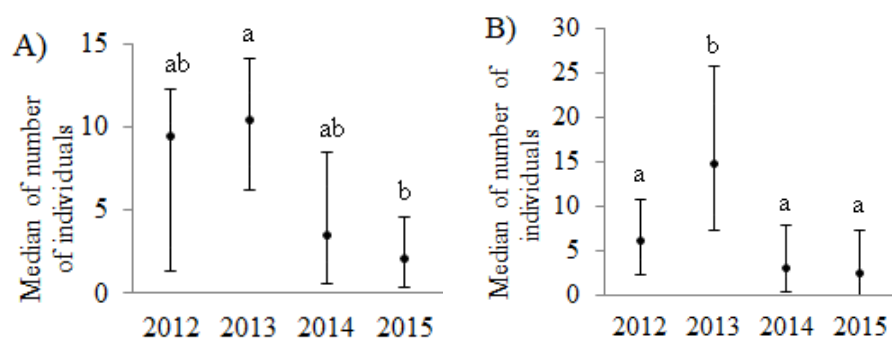 A)
Median of number
of individuals
15
10
5
0
ab
a
ab
b
2012 2013 2014 2015
B)
Median of number of
individuals
30
25
20
15
10
5
0
a
b
a
a
2012 2013 2014 2015